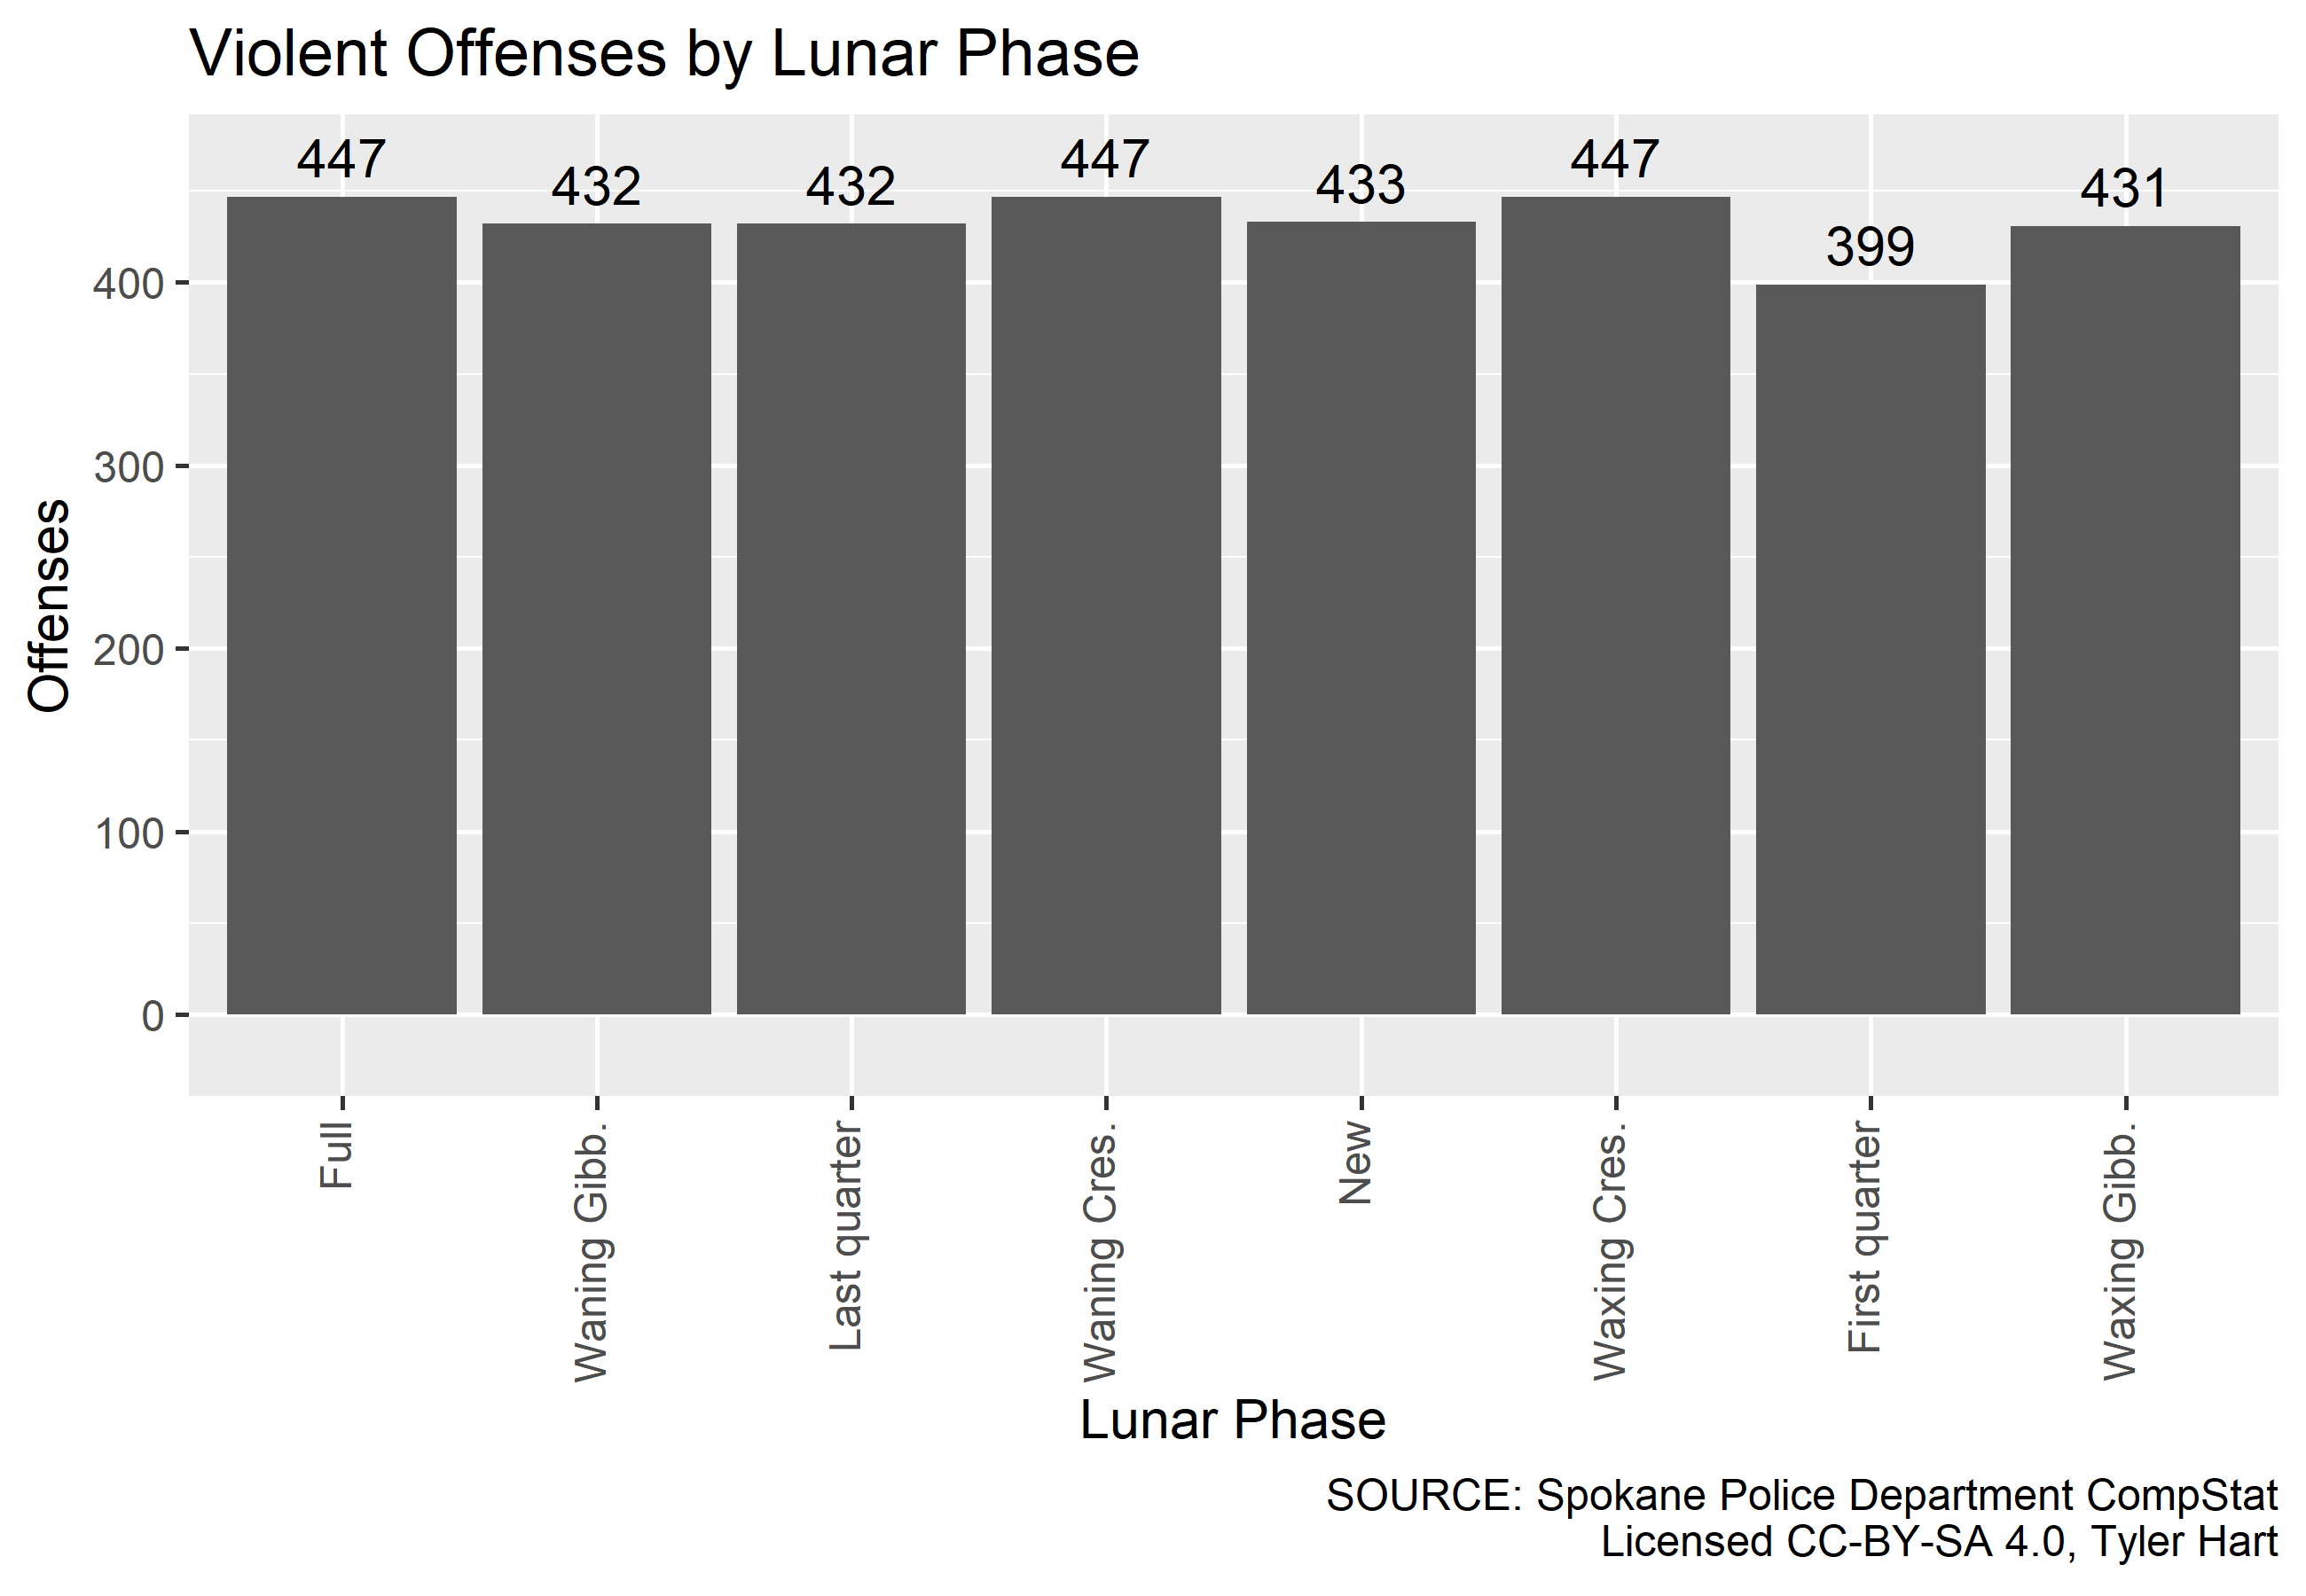 Violent Offenses by Lunar Phase
447
432
432
447
433
447
399
431
Offenses
400
300
200
100
0
Full
Waning Gibb.
Last quarter
Waning Cres.
New
Waxing Cres.
First quarter
Waxing Gibb.
Lunar Phase
SOURCE: Spokane Police Department CompStat
Licensed CC-BY-SA 4.0, Tyler Hart